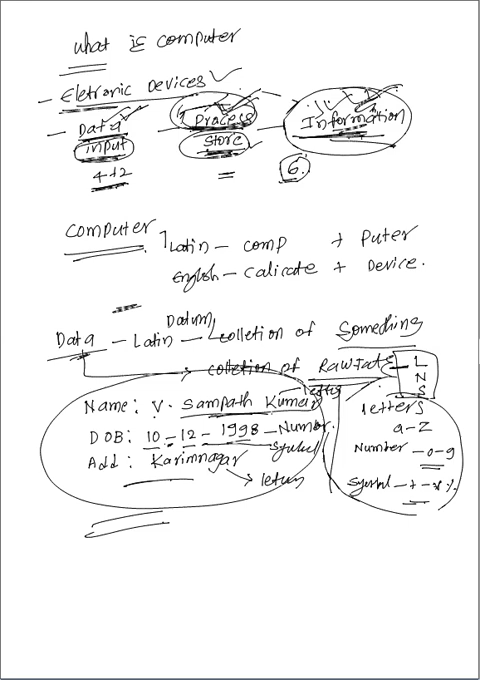 what is computer
- Eletronic Devices
- Data Process Information
input store
4+2 6.
computer Latin - comp + Puter
English - calicate + Device.
Datum
Data - Latin - colletion of something
colletion of RawFats L
N
S
letters
Name: V. Sampath Kumar letters
a-z
DOB: 10-12-1998 - Number.
Number - 0-9
Symbol
Add: Karimnagar
Symbol - + - * %